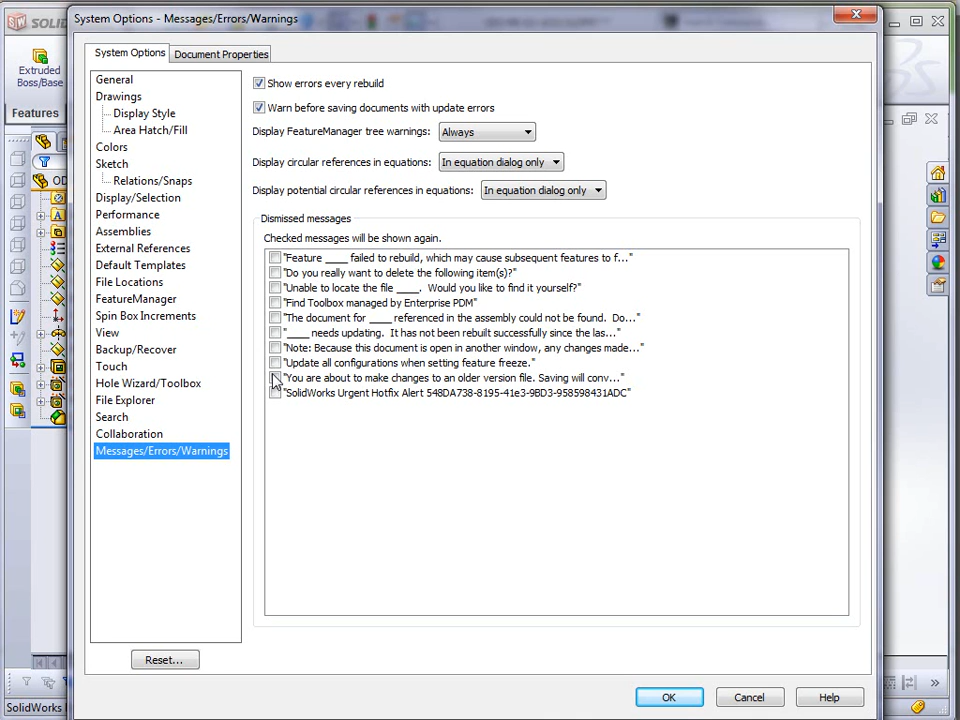 System Options - Messages/Errors/Warnings
SOLID
System Options
Document Properties
Extruded
Boss/Base
Features
General
Drawings
Display Style
Area Hatch/Fill
Colors
Sketch
Relations/Snaps
Display/Selection
Performance
Assemblies
External References
Default Templates
File Locations
FeatureManager
Spin Box Increments
View
Backup/Recover
Touch
Hole Wizard/Toolbox
File Explorer
Search
Collaboration
Messages/Errors/Warnings
Reset...
Show errors every rebuild
Warn before saving documents with update errors
Display FeatureManager tree warnings: Always
Display circular references in equations: In equation dialog only
Display potential circular references in equations: In equation dialog only
Dismissed messages
Checked messages will be shown again.
"Feature ____ failed to rebuild, which may cause subsequent features to f..."
"Do you really want to delete the following item(s)?"
"Unable to locate the file ____. Would you like to find it yourself?"
"Find Toolbox managed by Enterprise PDM"
"The document for ____ referenced in the assembly could not be found. Do..."
"____ needs updating. It has not been rebuilt successfully since the las..."
"Note: Because this document is open in another window, any changes made..."
"Update all configurations when setting feature freeze."
"You are about to make changes to an older version file. Saving will conv..."
"SolidWorks Urgent Hotfix Alert 548DA738-8195-41e3-9BD3-958598431ADC"
OK
Cancel
Help
OD
SolidWorks